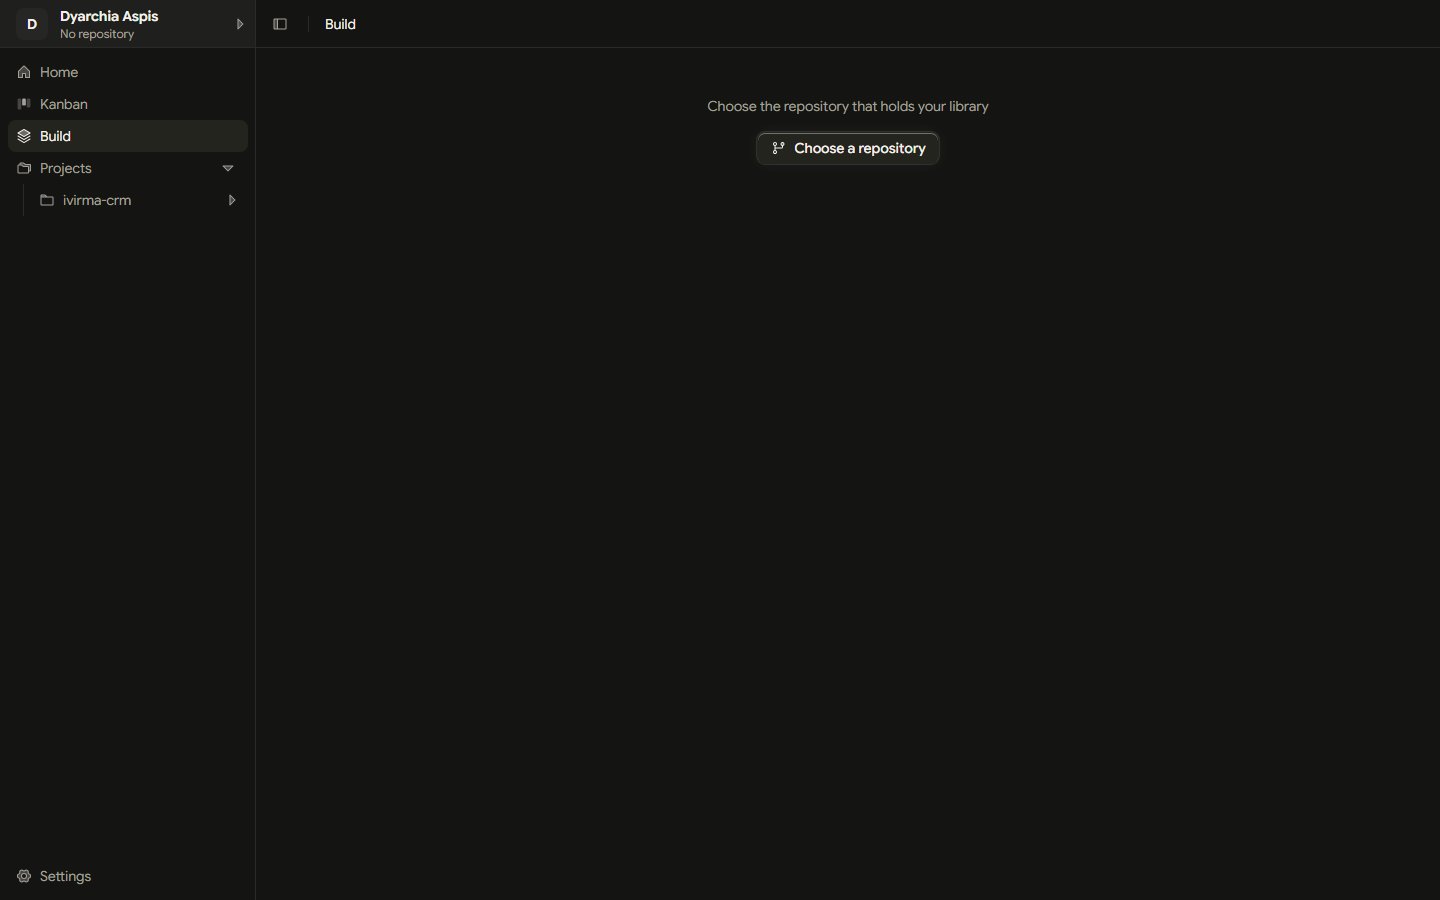 D
Dyarchia Aspis
No repository
Build
Home
Kanban
Build
Projects
ivirma-crm
Choose the repository that holds your library
Choose a repository
Settings